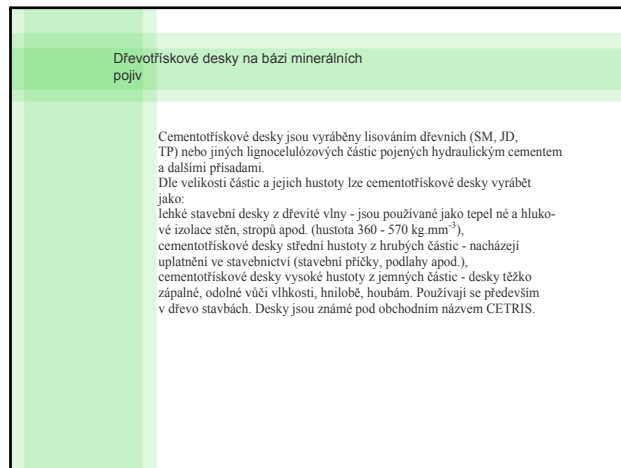 Dřevotřískové desky na bázi minerálních
pojiv
Cementotřískové desky jsou vyráběny lisováním dřevních (SM, JD,
TP) nebo jiných lignocelulózových částic pojených hydraulickým cementem
a dalšími přísadami.
Dle velikosti částic a jejich hustoty lze cementotřískové desky vyrábět
jako:
lehké stavební desky z dřevité vlny - jsou používané jako tepel né a hluko-
vé izolace stěn, stropů apod. (hustota 360 - 570 kg.mm⁻³),
cementotřískové desky střední hustoty z hrubých částic - nacházejí
uplatnění ve stavebnictví (stavební příčky, podlahy apod.),
cementotřískové desky vysoké hustoty z jemných částic - desky těžko
zápalné, odolné vůči vlhkosti, hnilobě, houbám. Používají se především
v dřevo stavbách. Desky jsou známé pod obchodním názvem CETRIS.